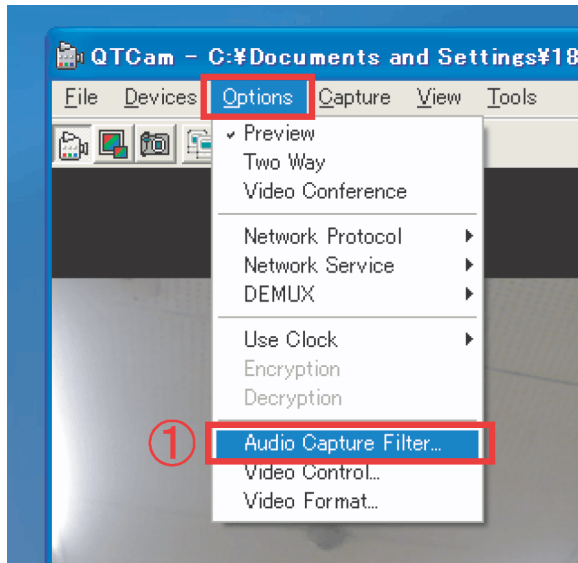 QTCam - C:¥Documents and Settings¥18
File Devices Options Capture View Tools
Preview
Two Way
Video Conference
Network Protocol
Network Service
DEMUX
Use Clock
Encryption
Decryption
① Audio Capture Filter...
Video Control...
Video Format...